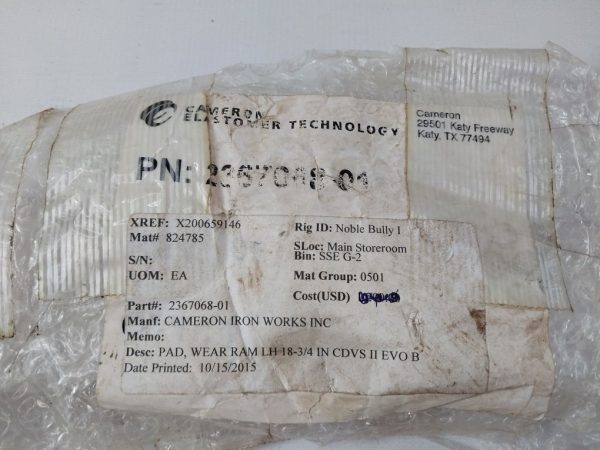 CAMERON
ELASTOMER TECHNOLOGY
Cameron
29501 Katy Freeway
Katy, TX 77494
PN: 2367068-01
XREF: X200659146
Mat# 824785
S/N:
UOM: EA
Rig ID: Noble Bully 1
SLoc: Main Storeroom
Bin: SSE G-2
Mat Group: 0501
Cost(USD)
Part#: 2367068-01
Manf: CAMERON IRON WORKS INC
Memo:
Desc: PAD, WEAR RAM LH 18-3/4 IN CDVS II EVO B
Date Printed: 10/15/2015